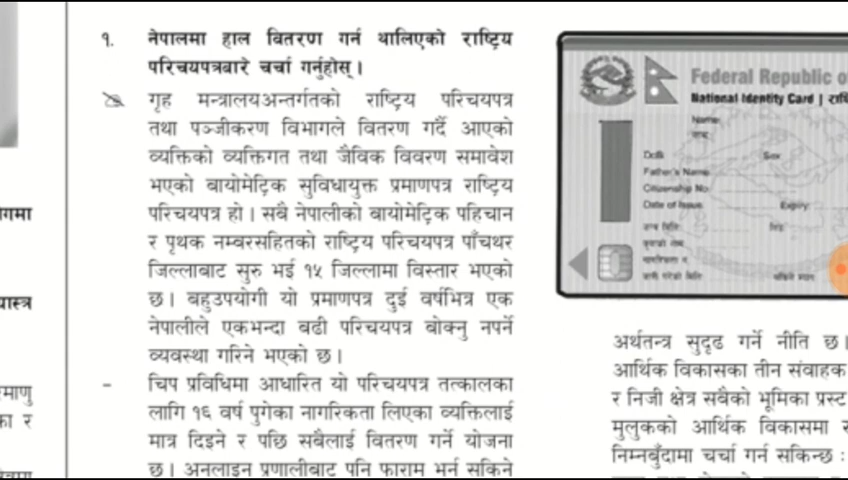 १. नेपालमा हाल वितरण गर्न थालिएको राष्ट्रिय
परिचयपत्रबारे चर्चा गर्नुहोस् ।
गृह मन्त्रालयअन्तर्गतको राष्ट्रिय परिचयपत्र
तथा पञ्जीकरण विभागले वितरण गर्दै आएको
व्यक्तिको व्यक्तिगत तथा जैविक विवरण समावेश
भएको बायोमेट्रिक सुविधायुक्त प्रमाणपत्र राष्ट्रिय
परिचयपत्र हो । सबै नेपालीको बायोमेट्रिक पहिचान
र पृथक नम्बरसहितको राष्ट्रिय परिचयपत्र पाँचथर
जिल्लाबाट सुरु भई १५ जिल्लामा विस्तार भएको
छ। बहुउपयोगी यो प्रमाणपत्र दुई वर्षभित्र एक
नेपालीले एकभन्दा बढी परिचयपत्र बोक्नु नपर्ने
व्यवस्था गरिने भएको छ।
- चिप प्रविधिमा आधारित यो परिचयपत्र तत्कालका
लागि १६ वर्ष पुगेका नागरिकता लिएका व्यक्तिलाई
मात्र दिइने र पछि सबैलाई वितरण गर्ने योजना
छ। अनलाइन प्रणालीबाट पनि फाराम भर्न सकिने
Federal Republic
National Identity Card |
Name
DoB Sex
Father's Name
Citizenship No
Date of Issue Expiry
अर्थतन्त्र सुदृढ गर्ने नीति छ।
आर्थिक विकासका तीन संवाहक
र निजी क्षेत्र सबैको भूमिका
मुलुकको आर्थिक विकासमा
निम्नबुँदामा चर्चा गर्न सकिन्छ :